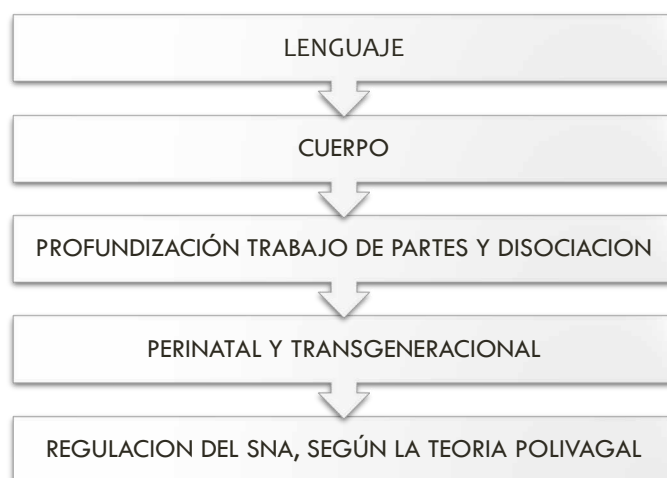 LENGUAJE
CUERPO
PROFUNDIZACIÓN TRABAJO DE PARTES Y DISOCIACION
PERINATAL Y TRANSGENERACIONAL
REGULACION DEL SNA, SEGÚN LA TEORIA POLIVAGAL